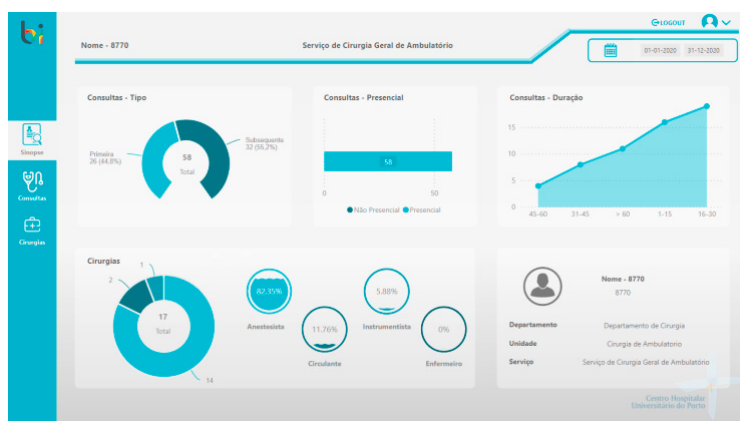 bi
LOGOUT
Nome - 8770
Serviço de Cirurgia Geral de Ambulatório
01-01-2020 31-12-2020
Sinopse
Consultas
Cirurgias
Consultas - Tipo
Primeira
26 (44.8%)
58
Total
Subsequente
32 (55.2%)
Consultas - Presencial
58
0 50
Não Presencial Presencial
Consultas - Duração
15
10
5
0
45-60 31-45 > 60 1-15 16-30
Cirurgias
1
2
17
Total
14
82.35%
Anestesista
11.76%
Circulante
5.88%
Instrumentista
0%
Enfermeiro
Nome - 8770
8770
Departamento Departamento de Cirurgia
Unidade Cirurgia de Ambulatorio
Serviço Serviço de Cirurgia Geral de Ambulatório
Centro Hospitalar
Universitário do Porto